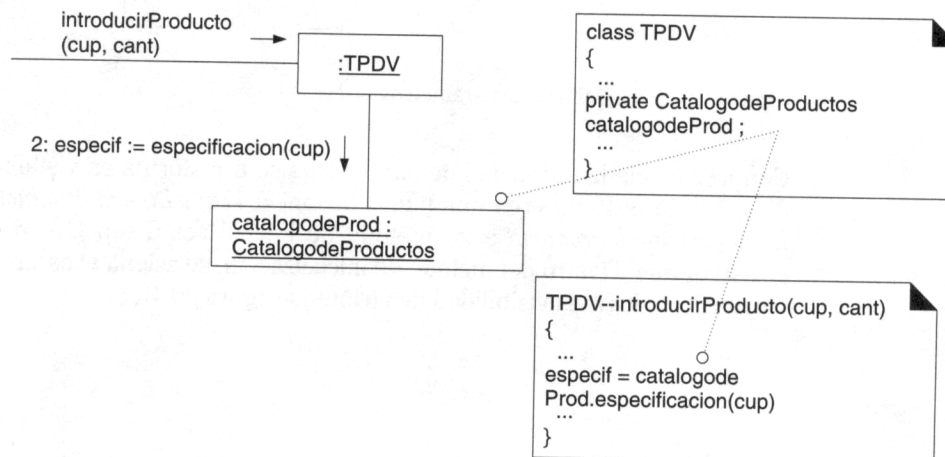 introducirProducto
(cup, cant)
:TPDV
2: especif := especificacion(cup)
catalogodeProd :
CatalogodeProductos
class TPDV
{
...
private CatalogodeProductos
catalogodeProd ;
...
}
TPDV--introducirProducto(cup, cant)
{
...
especif = catalogode
Prod.especificacion(cup)
...
}